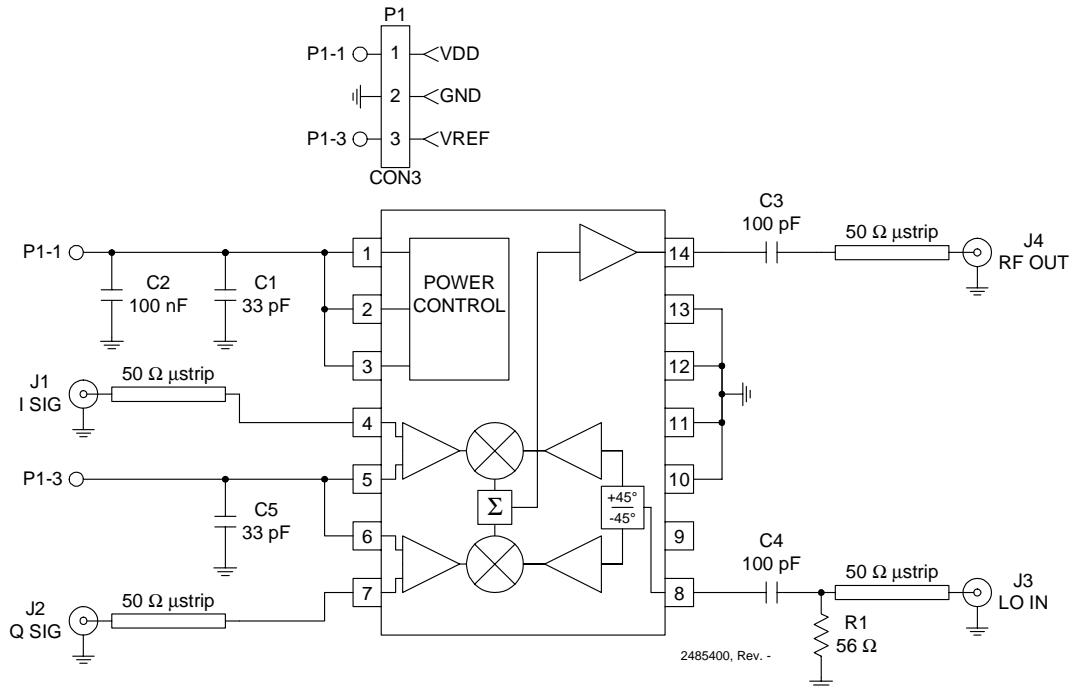 P1
P1-1 1 VDD
2 GND
P1-3 3 VREF
CON3
P1-1
C2
100 nF
C1
33 pF
1
2
3
POWER
CONTROL
14
C3
100 pF
50 Ω µstrip
J4
RF OUT
13
12
11
10
9
8
J1
I SIG
50 Ω µstrip
4
P1-3
5
C5
33 pF
6
J2
Q SIG
50 Ω µstrip
7
Σ
+45°
-45°
C4
100 pF
50 Ω µstrip
J3
LO IN
R1
56 Ω
2485400, Rev. -